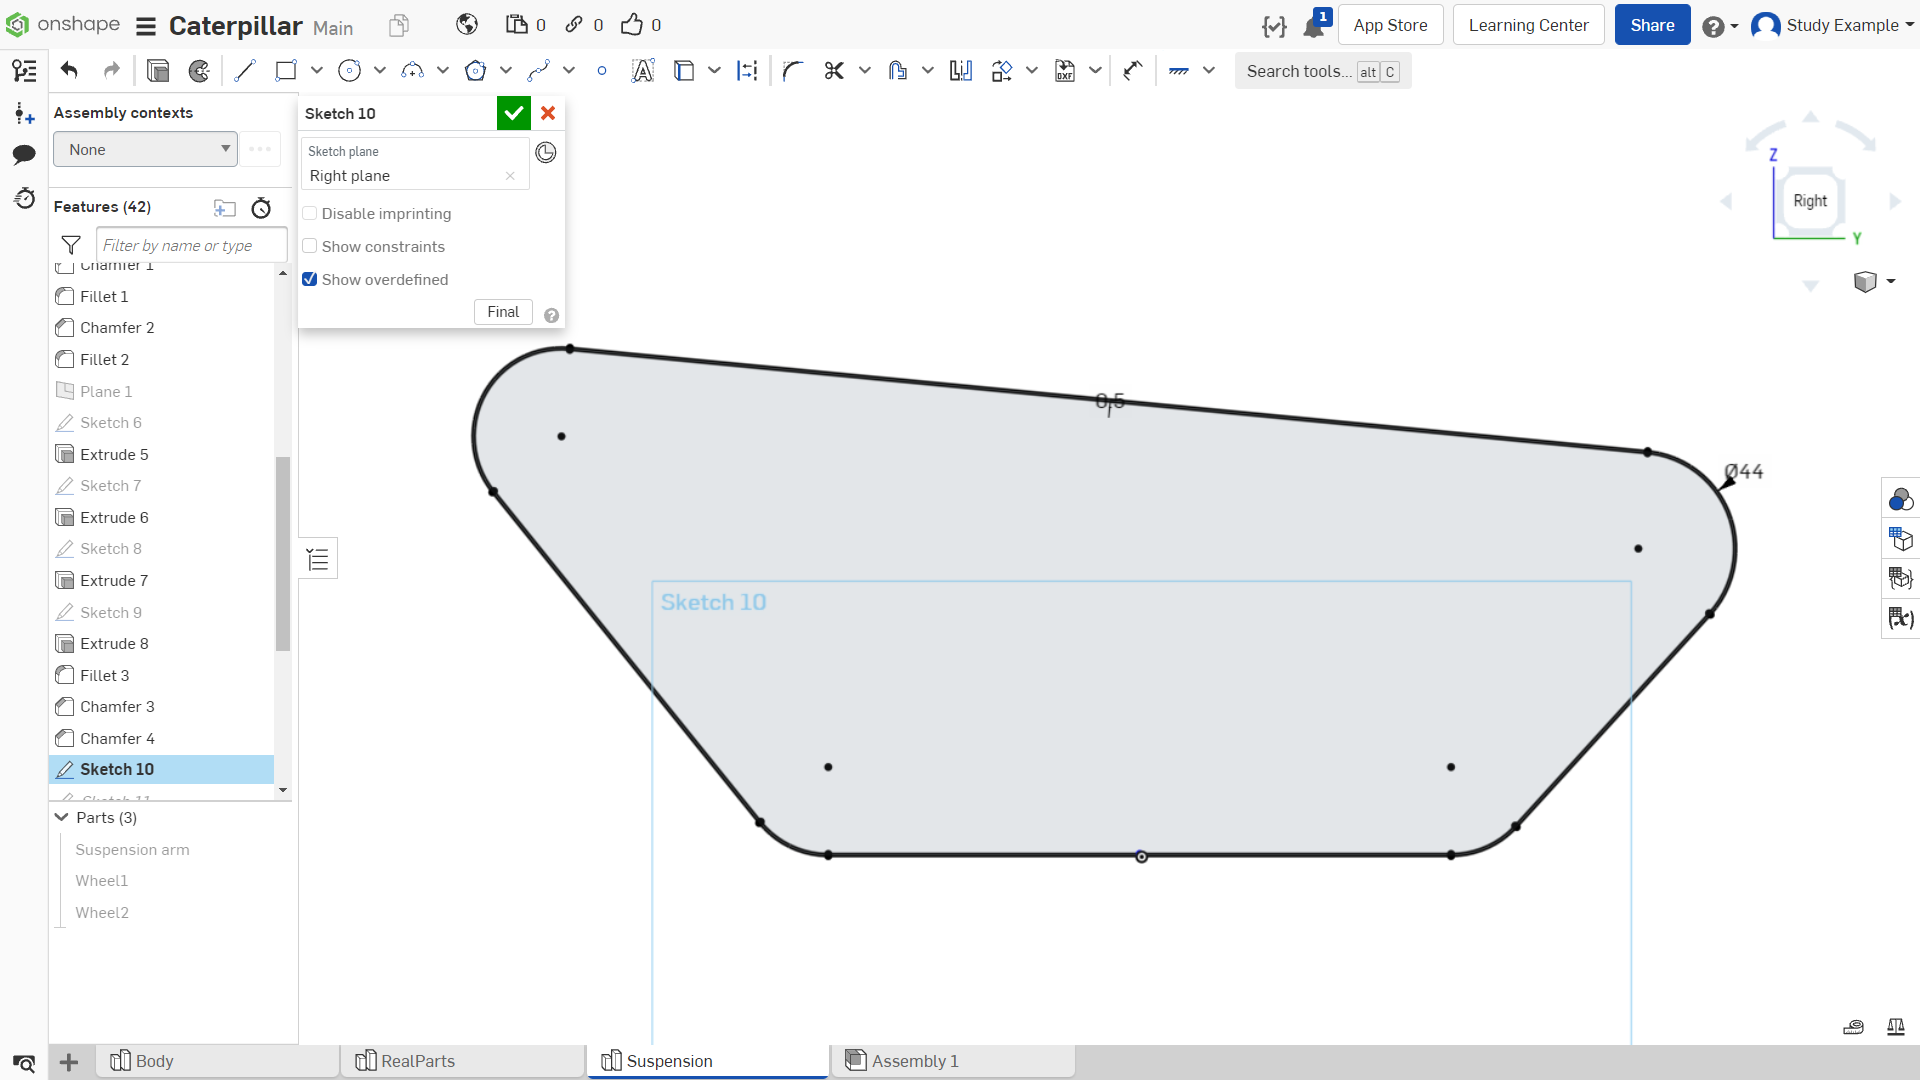 onshape Caterpillar Main 0 0 0 1 App Store Learning Center Share Study Example
Search tools... alt C
Assembly contexts
None
Features (42)
Filter by name or type
Chamfer 1
Fillet 1
Chamfer 2
Fillet 2
Plane 1
Sketch 6
Extrude 5
Sketch 7
Extrude 6
Sketch 8
Extrude 7
Sketch 9
Extrude 8
Fillet 3
Chamfer 3
Chamfer 4
Sketch 10
Sketch 11
Parts (3)
Suspension arm
Wheel1
Wheel2
Sketch 10
Sketch plane
Right plane
Disable imprinting
Show constraints
Show overdefined
Final
Z
Right
Y
0.5
Ø44
Sketch 10
Body RealParts Suspension Assembly 1